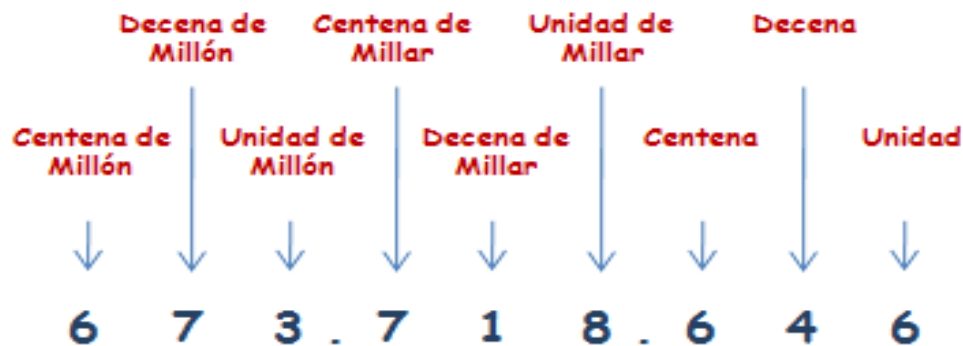 Decena de Millón
Centena de Millar
Unidad de Millar
Decena
Centena de Millón
Unidad de Millón
Decena de Millar
Centena
Unidad
6 7 3 . 7 1 8 . 6 4 6